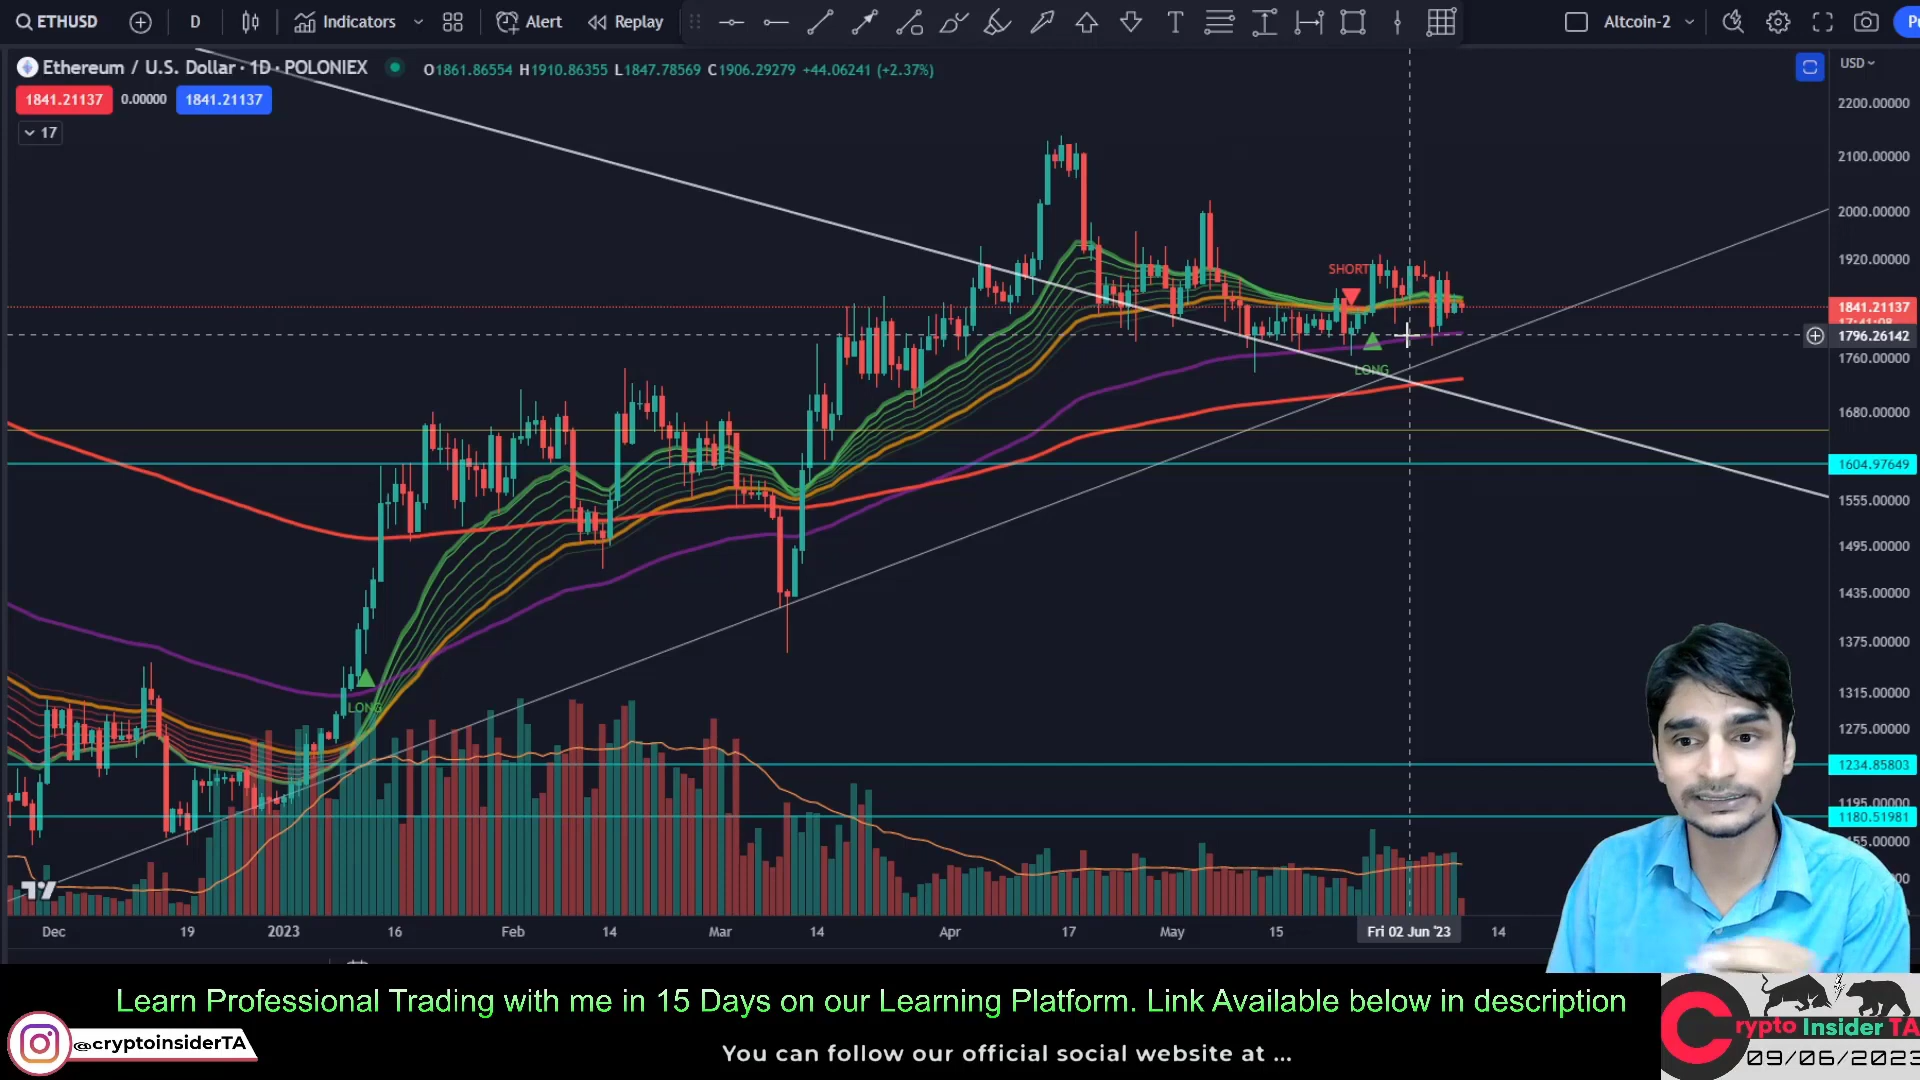 ETHUSD
D
Indicators
Alert
Replay
Altcoin-2
Pu
Ethereum / U.S. Dollar · 1D · POLONIEX
O1861.86554 H1910.86355 L1847.78569 C1906.29279 +44.06241 (+2.37%)
1841.21137 0.00000 1841.21137
17
USD
2200.00000
2100.00000
2000.00000
1920.00000
1841.21137
1796.26142
1760.00000
1680.00000
1604.97649
1555.00000
1495.00000
1435.00000
1375.00000
1315.00000
1275.00000
1234.85803
1195.00000
1180.51981
SHORT
LONG
LONG
Dec 19 2023 16 Feb 14 Mar 14 Apr 17 May 15 Fri 02 Jun '23 14
Learn Professional Trading with me in 15 Days on our Learning Platform. Link Available below in description
@cryptoinsiderTA
You can follow our official social website at ...
Crypto Insider TA
09/06/2023